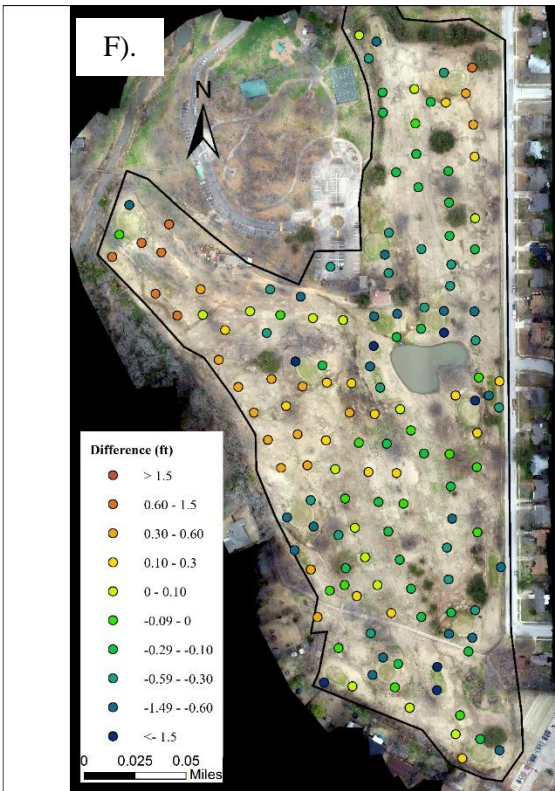 F).
N
Difference (ft)
> 1.5
0.60 - 1.5
0.30 - 0.60
0.10 - 0.3
0 - 0.10
-0.09 - 0
-0.29 - -0.10
-0.59 - -0.30
-1.49 - -0.60
<- 1.5
0 0.025 0.05
Miles